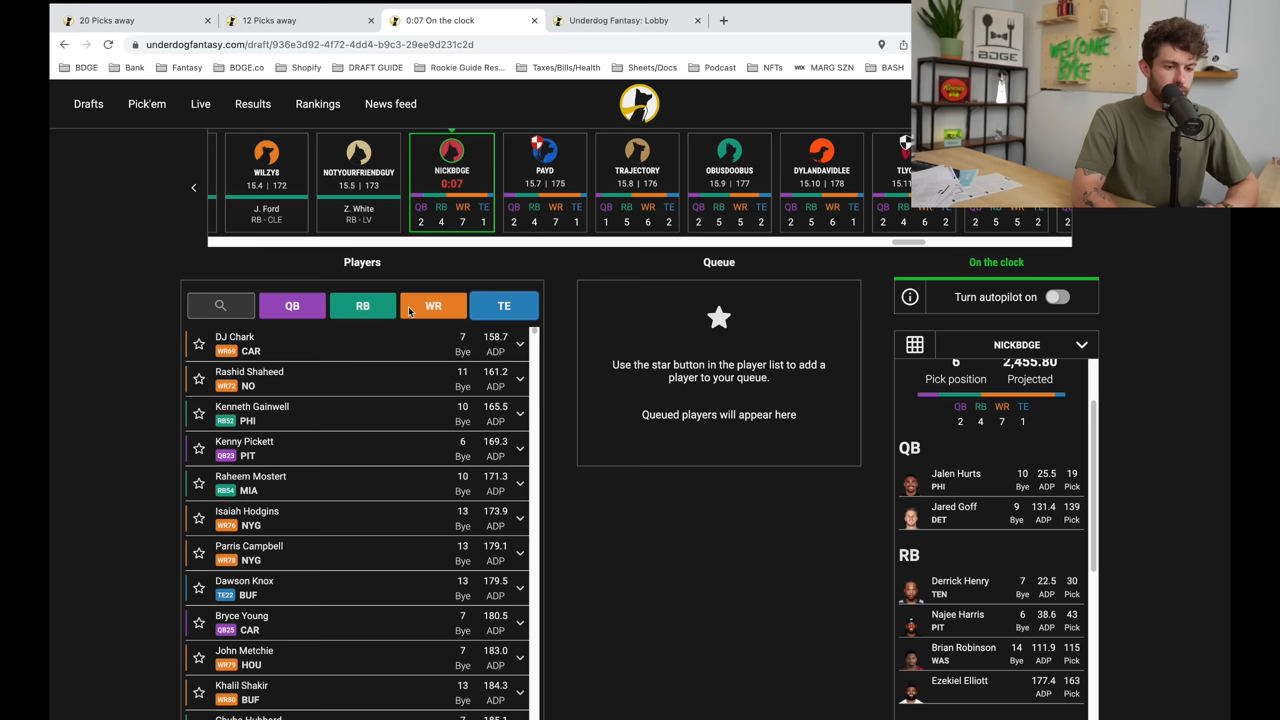 20 Picks away
12 Picks away
0:07 On the clock
Underdog Fantasy: Lobby
underdogfantasy.com/draft/936e3d92-4f72-4dd4-b9c3-29ee9d231c2d
BDGE Bank Fantasy BDGE.co Shopify DRAFT GUIDE Rookie Guide Res... Taxes/Bills/Health Sheets/Docs Podcast NFTs WIX MARG SZN BASH
BDGE
WELCOME
BYKE
Drafts Pick'em Live Results Rankings News feed
WILZY8 NOTYOURFRIENDGUY NICKBDGE PAYD TRAJECTORY OBUSDOOBUS DYLANDAVIDLEE
15.4 | 172 15.5 | 173 0:07 15.7 | 175 15.8 | 176 15.9 | 177 15.10 | 178 15.11
J. Ford Z. White QB RB WR TE QB RB WR TE QB RB WR TE QB RB WR TE QB RB WR TE QB RB
RB - CLE RB - LV 2 4 7 1 2 4 7 1 1 5 6 2 2 5 5 2 2 5 6 1 2 4
Players Queue On the clock
QB RB WR TE
Turn autopilot on
DJ Chark 7 158.7
WR69 CAR Bye ADP
Rashid Shaheed 11 161.2
WR72 NO Bye ADP
Kenneth Gainwell 10 165.5
RB52 PHI Bye ADP
Kenny Pickett 6 169.3
QB23 PIT Bye ADP
Raheem Mostert 10 171.3
RB54 MIA Bye ADP
Isaiah Hodgins 13 173.9
WR76 NYG Bye ADP
Parris Campbell 13 179.1
WR78 NYG Bye ADP
Dawson Knox 13 179.5
TE22 BUF Bye ADP
Bryce Young 7 180.5
QB25 CAR Bye ADP
John Metchie 7 183.0
WR79 HOU Bye ADP
Khalil Shakir 13 184.3
WR80 BUF Bye ADP
Use the star button in the player list to add a
player to your queue.
Queued players will appear here
NICKBDGE
6 2,455.80
Pick position Projected
QB RB WR TE
2 4 7 1
QB
Jalen Hurts 10 25.5 19
PHI Bye ADP Pick
Jared Goff 9 131.4 139
DET Bye ADP Pick
RB
Derrick Henry 7 22.5 30
TEN Bye ADP Pick
Najee Harris 6 38.6 43
PIT Bye ADP Pick
Brian Robinson 14 111.9 115
WAS Bye ADP Pick
Ezekiel Elliott 177.4 163
ADP Pick